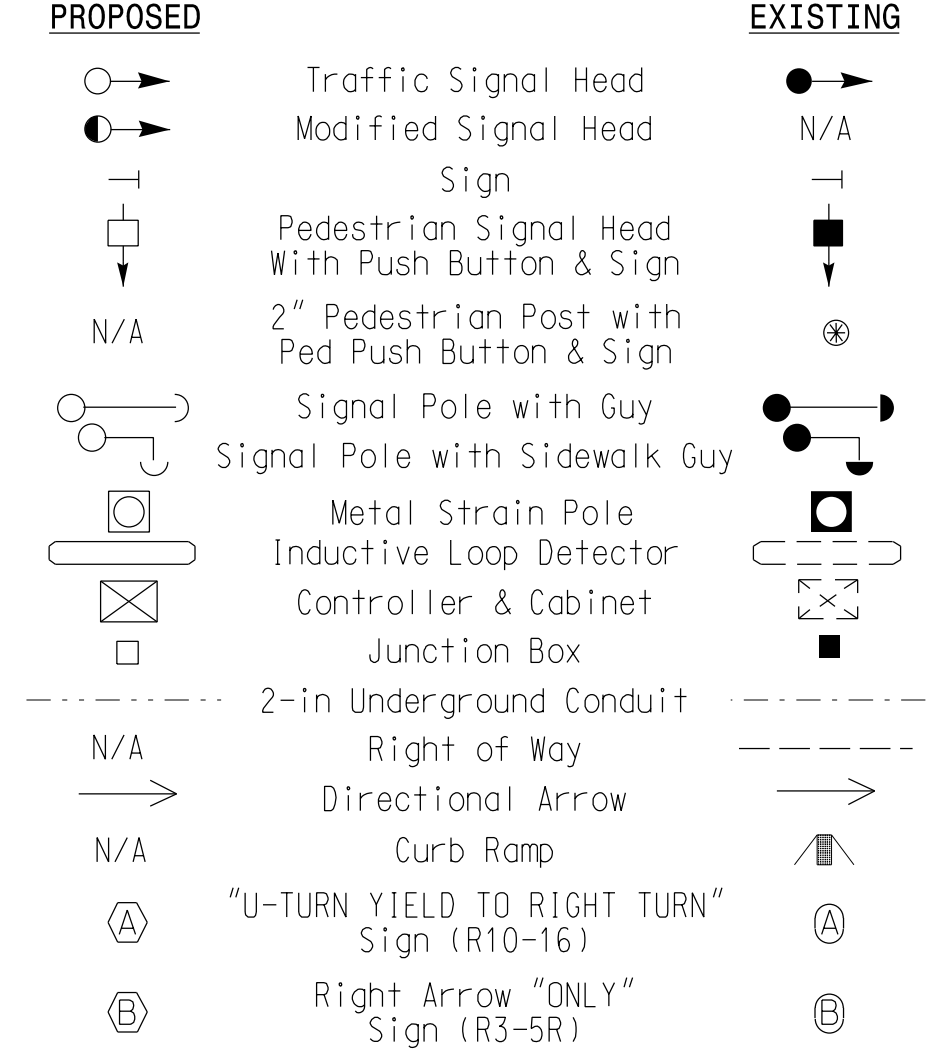 PROPOSED EXISTING
Traffic Signal Head
Modified Signal Head N/A
Sign
Pedestrian Signal Head
With Push Button & Sign
N/A 2" Pedestrian Post with
Ped Push Button & Sign
Signal Pole with Guy
Signal Pole with Sidewalk Guy
Metal Strain Pole
Inductive Loop Detector
Controller & Cabinet
Junction Box
2-in Underground Conduit
N/A Right of Way
Directional Arrow
N/A Curb Ramp
A "U-TURN YIELD TO RIGHT TURN" A
Sign (R10-16)
B Right Arrow "ONLY" B
Sign (R3-5R)